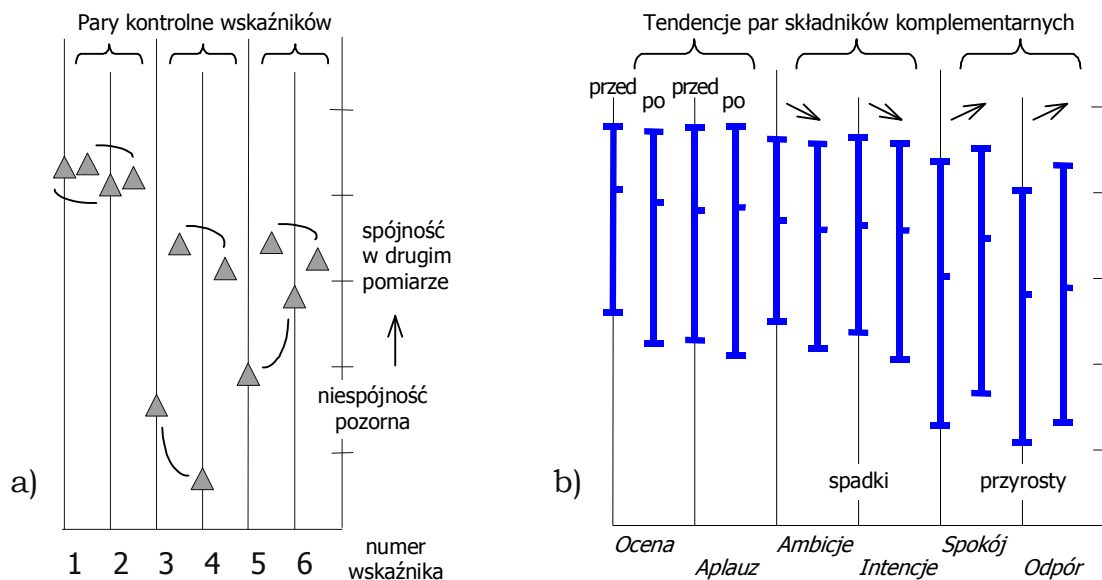 Pary kontrolne wskaźników
spójność
w drugim
pomiarze
niespójność
pozorna
a)
1 2 3 4 5 6
numer
wskaźnika
Tendencje par składników komplementarnych
przed po przed po
b)
spadki
przyrosty
Ocena
Aplauz
Ambicje
Intencje
Spokój
Odpór